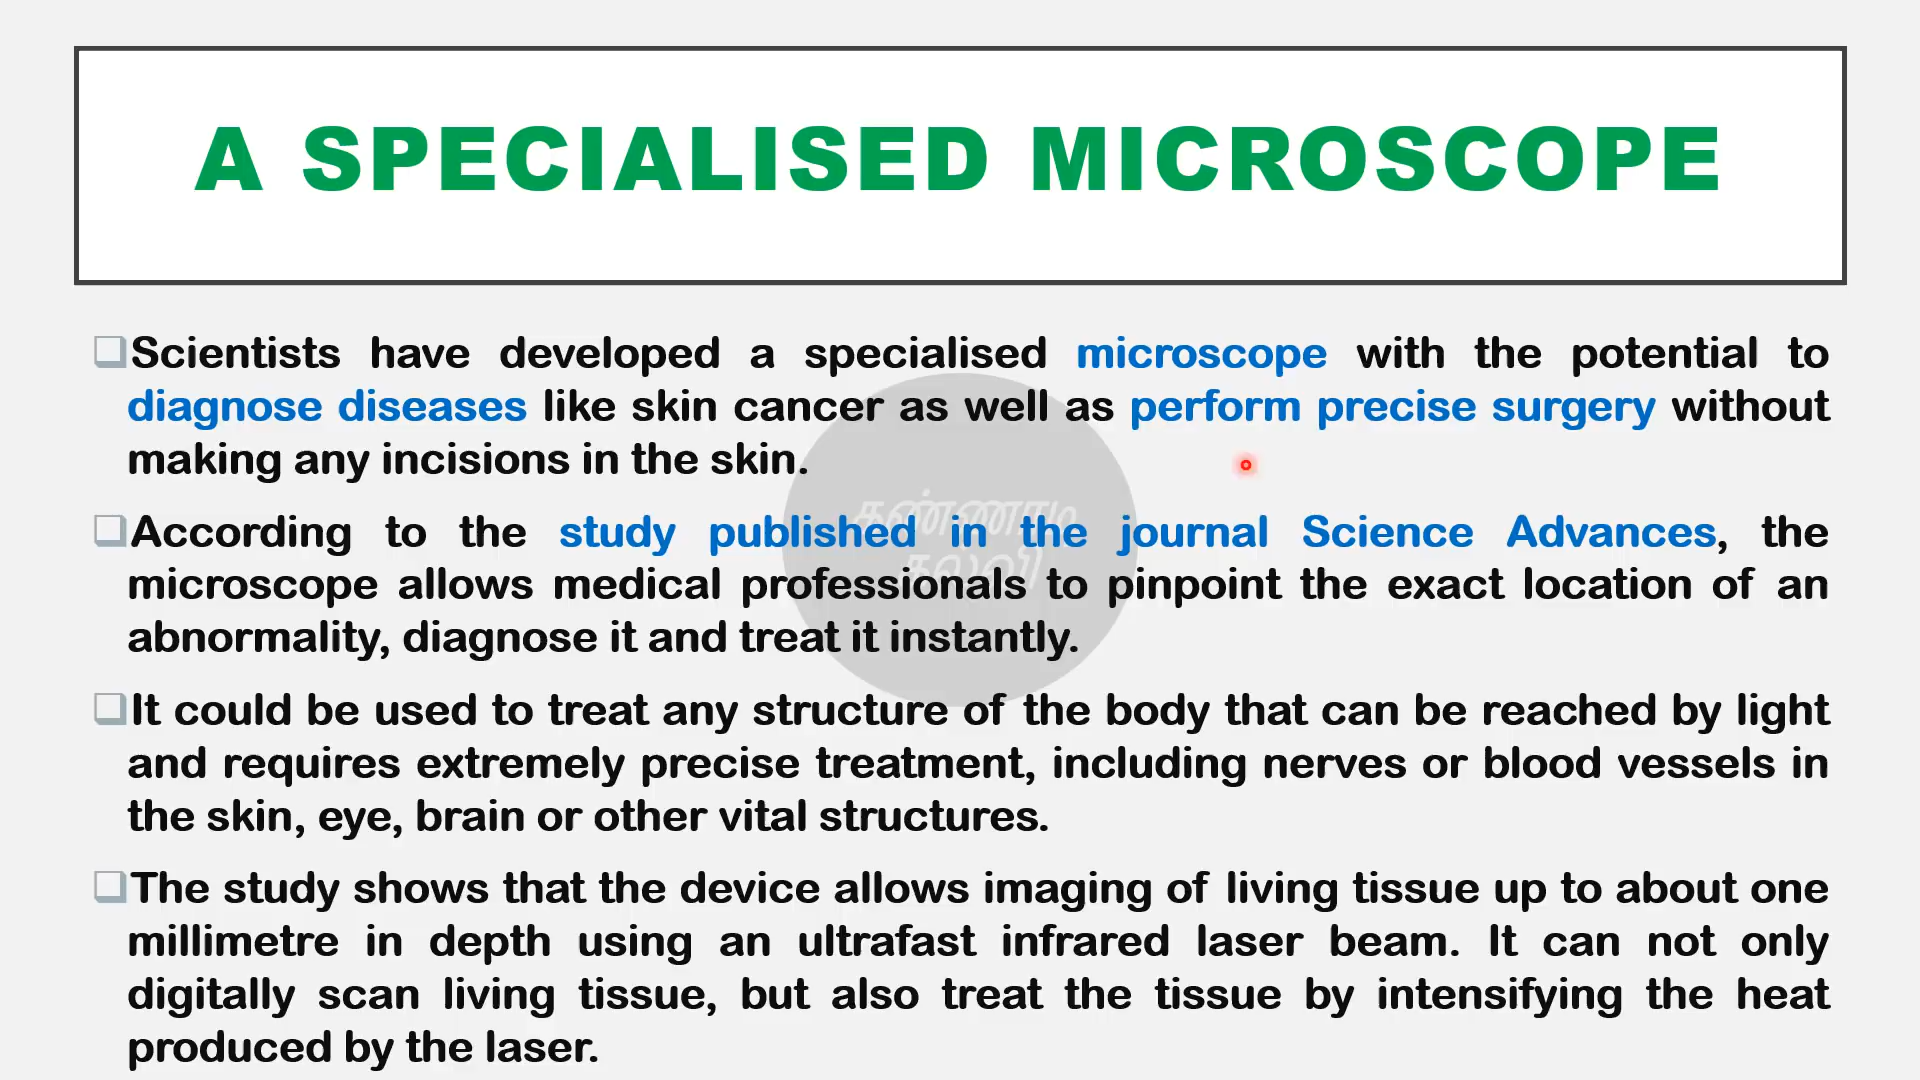 A SPECIALISED MICROSCOPE
Scientists have developed a specialised microscope with the potential to
diagnose diseases like skin cancer as well as perform precise surgery without
making any incisions in the skin.
According to the study published in the journal Science Advances, the
microscope allows medical professionals to pinpoint the exact location of an
abnormality, diagnose it and treat it instantly.
It could be used to treat any structure of the body that can be reached by light
and requires extremely precise treatment, including nerves or blood vessels in
the skin, eye, brain or other vital structures.
The study shows that the device allows imaging of living tissue up to about one
millimetre in depth using an ultrafast infrared laser beam. It can not only
digitally scan living tissue, but also treat the tissue by intensifying the heat
produced by the laser.
கண்ணாடி
கல்வி